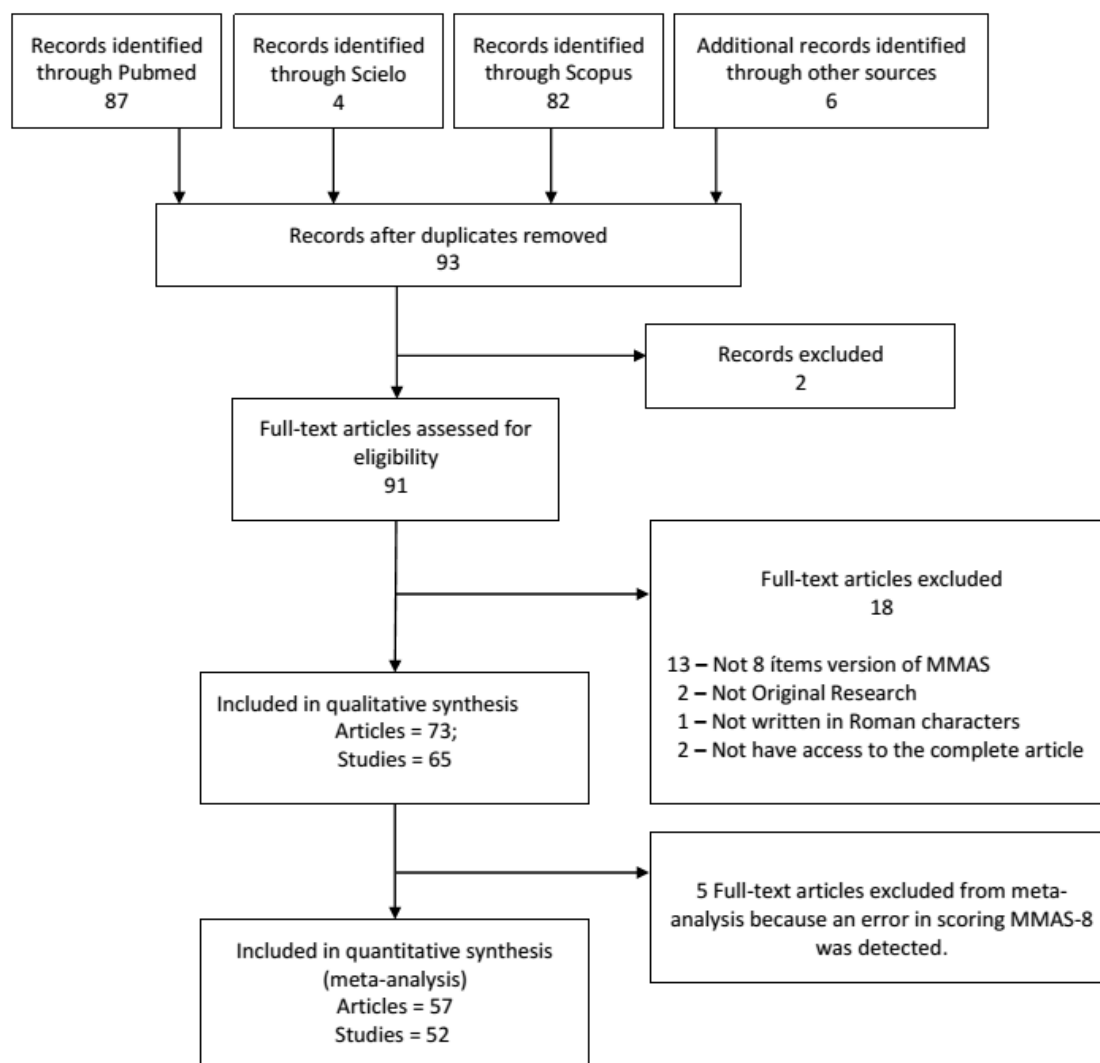 Records identified
through Pubmed
87
Records identified
through Scielo
4
Records identified
through Scopus
82
Additional records identified
through other sources
6
Records after duplicates removed
93
Records excluded
2
Full-text articles assessed for
eligibility
91
Full-text articles excluded
18
13 – Not 8 ítems version of MMAS
2 – Not Original Research
1 – Not written in Roman characters
2 – Not have access to the complete article
Included in qualitative synthesis
Articles = 73;
Studies = 65
5 Full-text articles excluded from meta-
analysis because an error in scoring MMAS-8
was detected.
Included in quantitative synthesis
(meta-analysis)
Articles = 57
Studies = 52